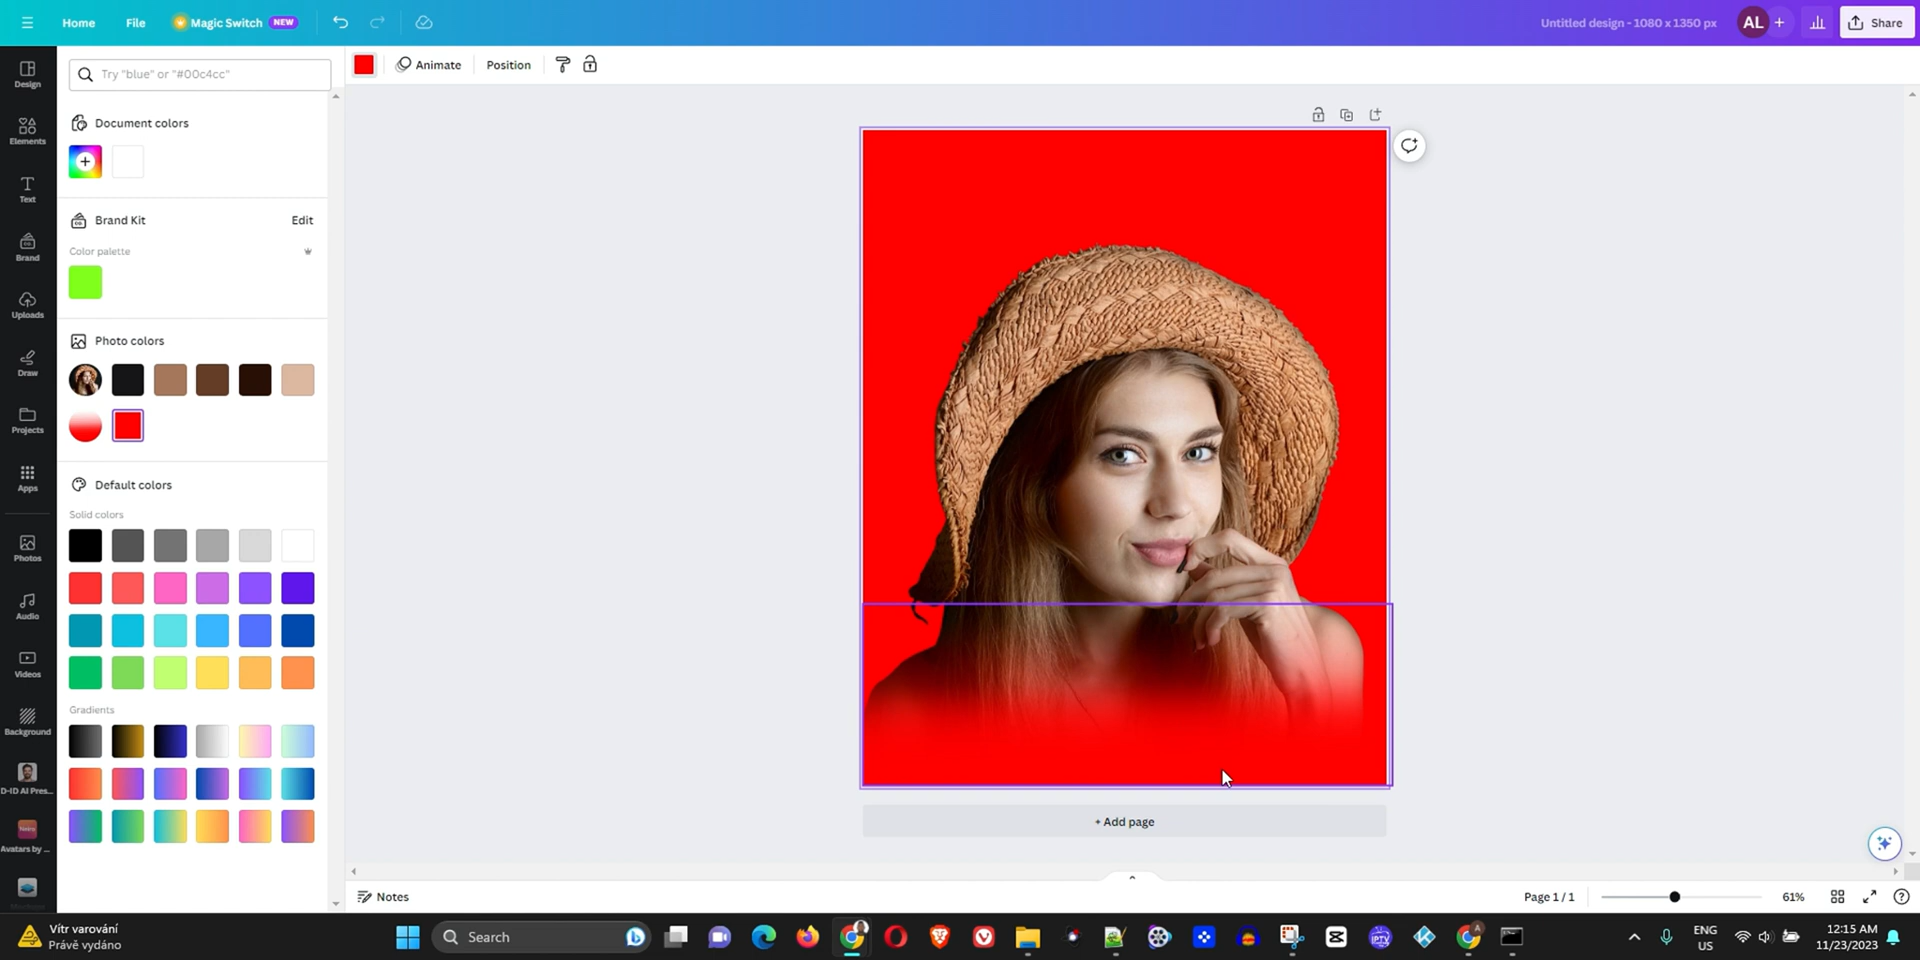 Home
File
Magic Switch NEW
Untitled design - 1080 x 1350 px
AL
Share
Design
Elements
Text
Brand
Uploads
Draw
Projects
Apps
Photos
Audio
Videos
Background
D-ID AI Pres...
Avatars by ...
Try "blue" or "#00c4cc"
Document colors
Brand Kit
Edit
Color palette
Photo colors
Default colors
Solid colors
Gradients
Animate
Position
+ Add page
Notes
Page 1 / 1
61%
Vítr varování
Právě vydáno
Search
IPTV
ENG
US
12:15 AM
11/23/2023